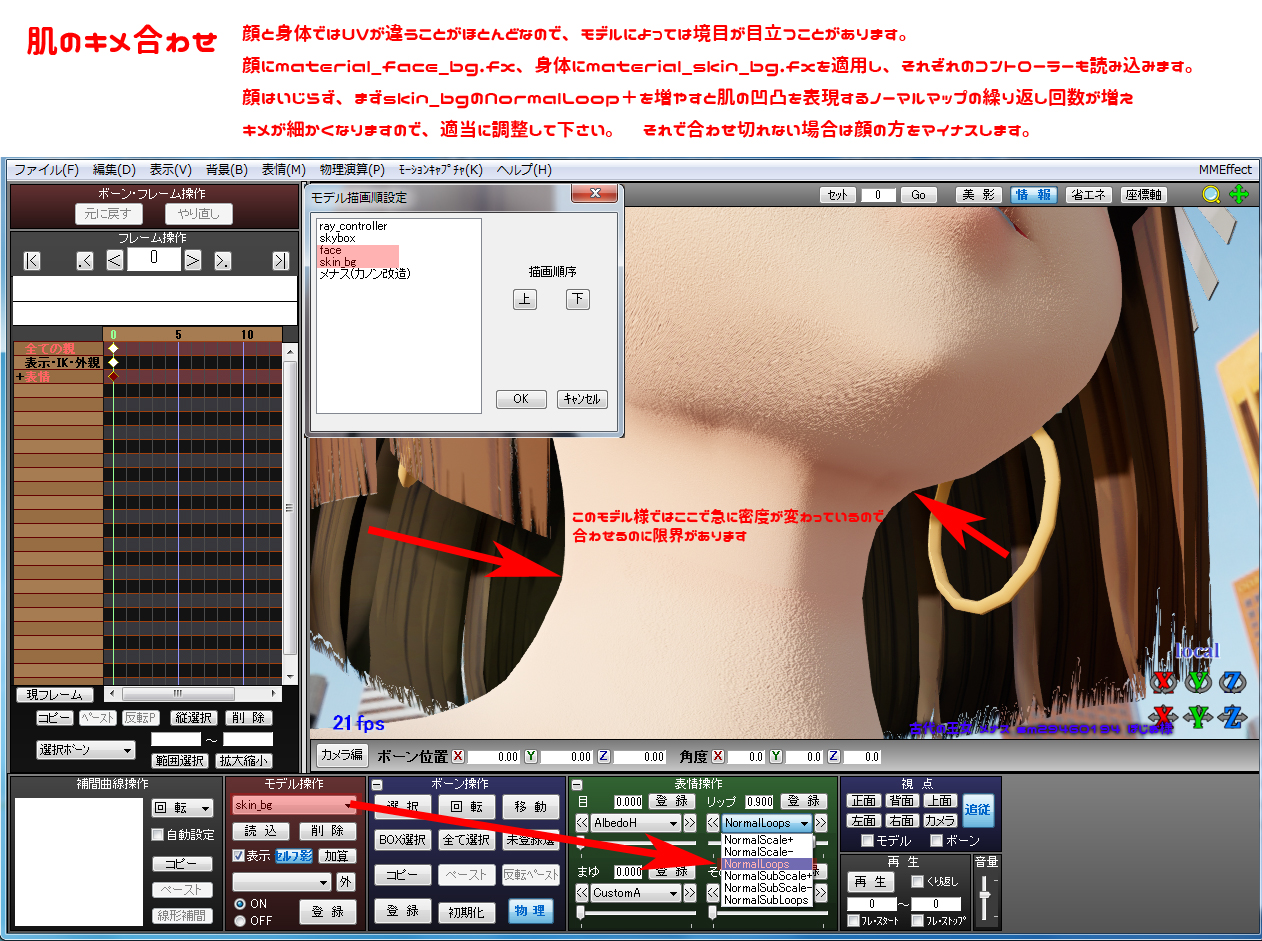 肌のキメ合わせ
顔と身体ではUVが違うことがほとんどなので、モデルによっては境目が目立つことがあります。
顔にmaterial_face_bg.fx、身体にmaterial_skin_bg.fxを適用し、それぞれのコントローラーも読み込みます。
顔はいじらず、まずskin_bgのNormalLoop＋を増やすと肌の凹凸を表現するノーマルマップの繰り返し回数が増え
キメが細かくなりますので、適当に調整して下さい。　それで合わせ切れない場合は顔の方をマイナスします。
ファイル(F) 編集(D) 表示(V) 背景(B) 表情(M) 物理演算(P) ﾓｰｼｮﾝｷｬﾌﾟﾁｬ(K) ヘルプ(H) MMEffect
ボーン・フレーム操作
元に戻す やり直し
フレーム操作
|< .< < 0 > >. >|
0 5 10
全ての親
表示・IK・外親
+表情
現フレーム
コピー ペースト 反転P 縦選択 削 除
選択ボーン ～
範囲選択 拡大縮小
モデル描画順設定
X
ray_controller
skybox
face
skin_bg
メナス(カノン改造)
描画順序
上 下
OK ｷｬﾝｾﾙ
ｾｯﾄ 0 Go 美 影 情 報 省エネ 座標軸
このモデル様ではここで急に密度が変わっているので
合わせるのに限界があります
local
X Y Z
X Y Z
21 fps
カメラ編 ボーン位置 X 0.00 Y 0.00 Z 0.00 角度 X 0.0 Y 0.0 Z 0.0
補間曲線操作
回 転
自動設定
コピー
ペースト
線形補間
モデル操作
skin_bg
読 込 削 除
表示 ｾﾙﾌ影 加算
外
ON
OFF
登 録
ボーン操作
選 択 回 転 移 動
BOX選択 全て選択 未登録選
コピー ペースト 反転ペースト
登 録 初期化 物 理
表情操作
目 0.000 登 録 リップ 0.900 登 録
<< AlbedoH >> << NormalLoops >>
NormalScale+
NormalScale-
NormalLoops
NormalSubScale+
NormalSubScale-
NormalSubLoops
まゆ 0.000 登 録
<< CustomA >> <<
視 点
正面 背面 上面 追従
左面 右面 カメラ
モデル ボーン
再 生
再 生 くり返し
0 ～ 0
ﾌﾚ･ｽﾀｰﾄ ﾌﾚ･ｽﾄｯﾌﾟ
音量